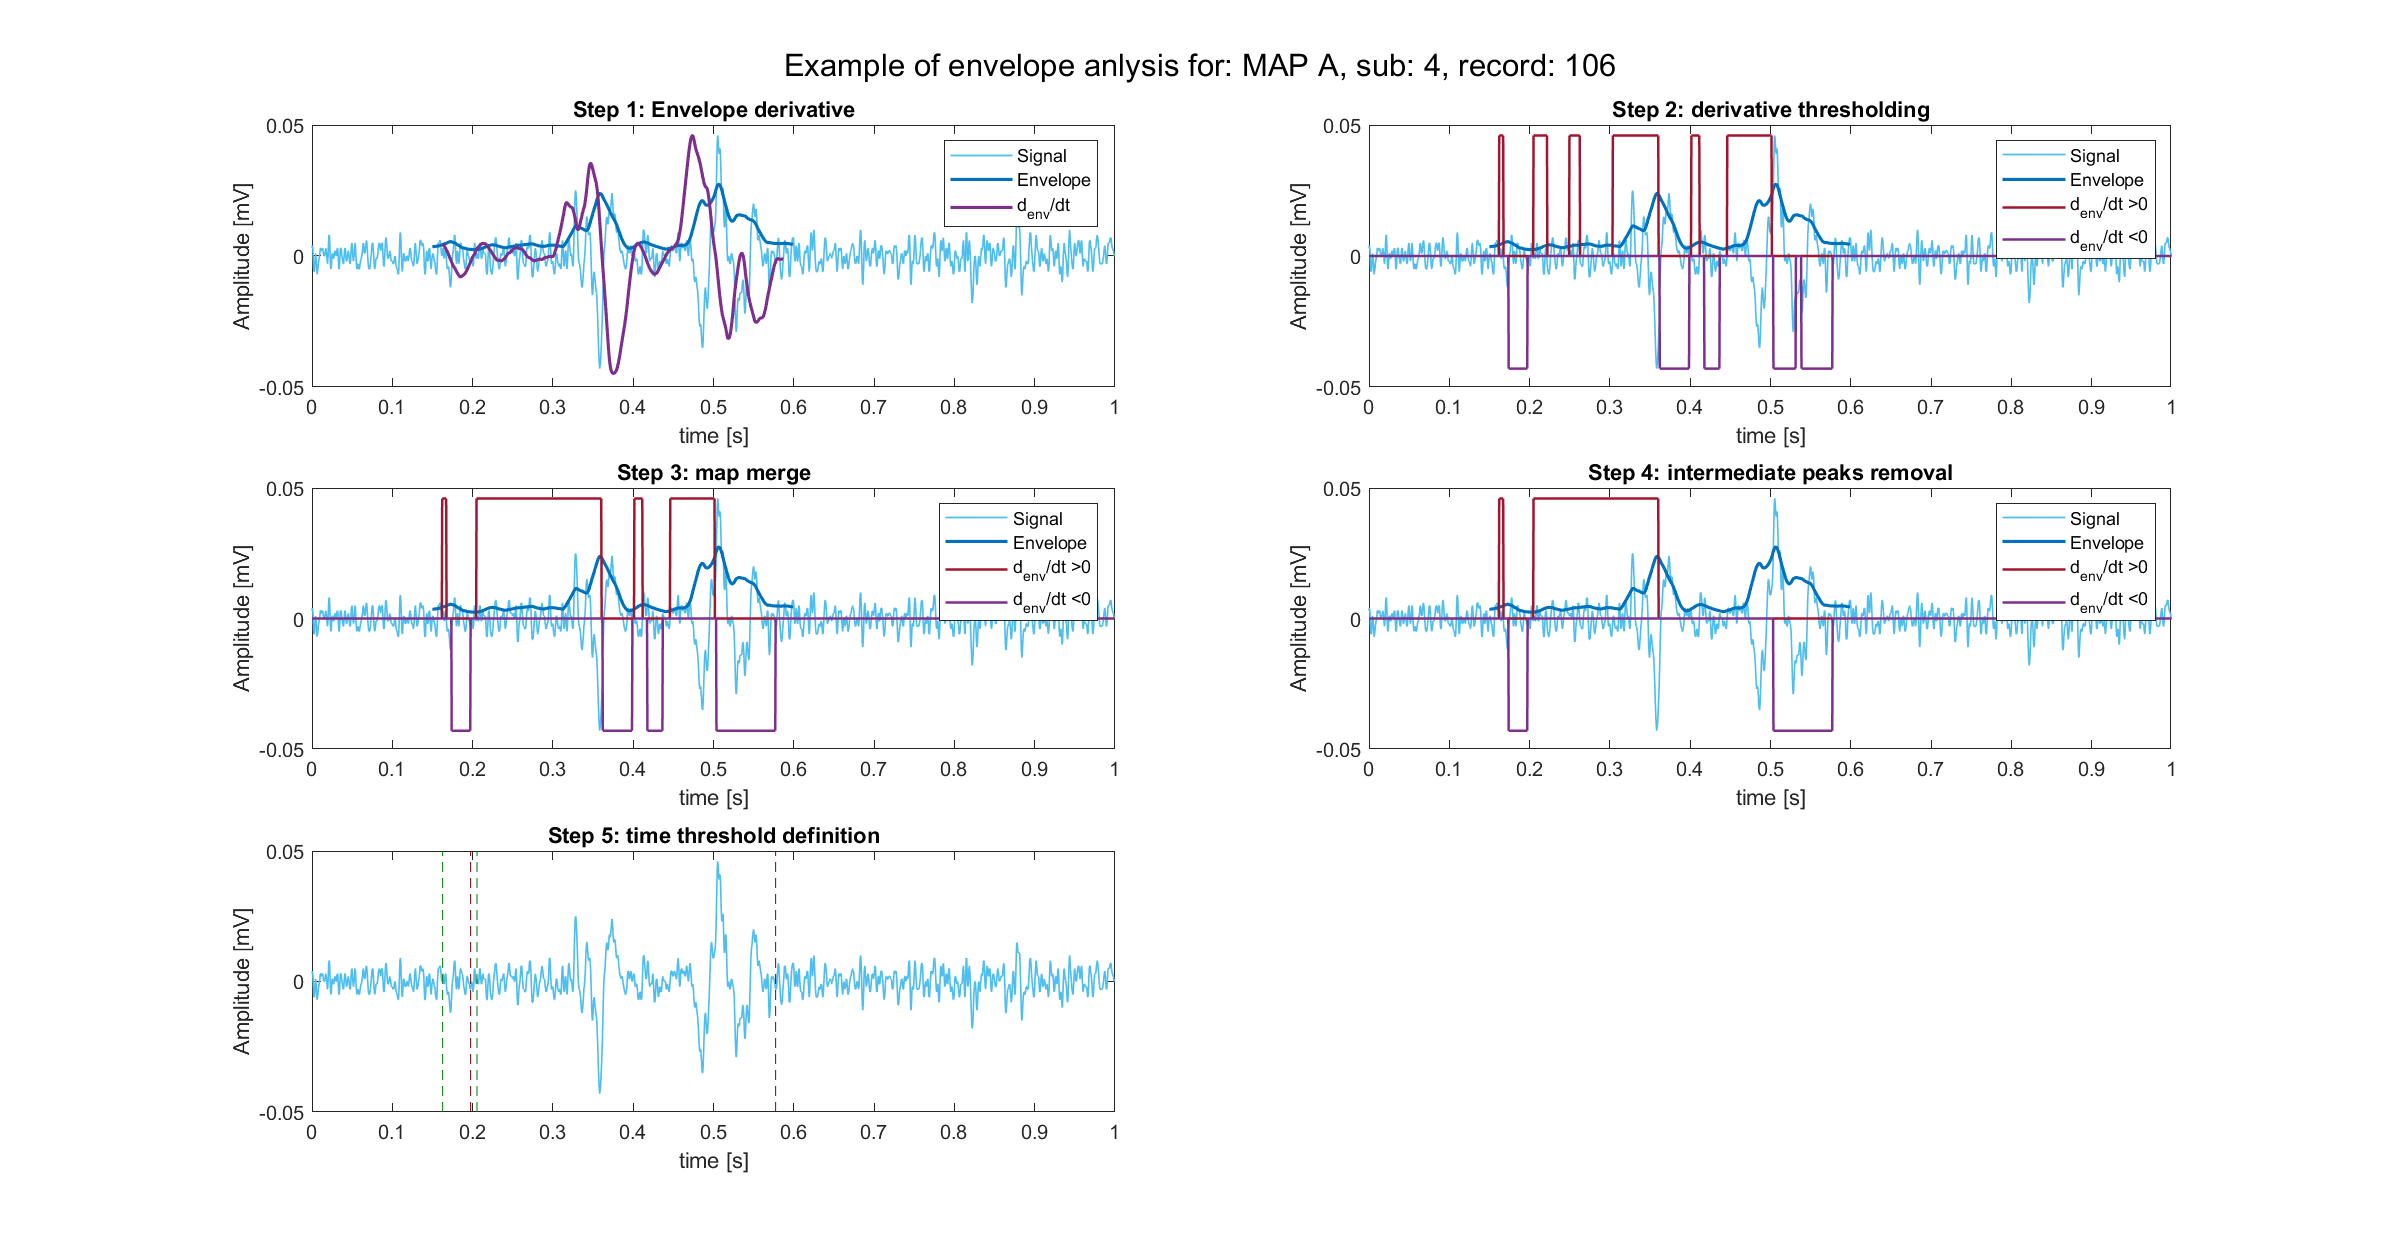 Example of envelope anlysis for: MAP A, sub: 4, record: 106
Step 1: Envelope derivative
0.05
0
-0.05
Amplitude [mV]
Signal
Envelope
d_env/dt
0 0.1 0.2 0.3 0.4 0.5 0.6 0.7 0.8 0.9 1
time [s]
Step 2: derivative thresholding
0.05
0
-0.05
Amplitude [mV]
Signal
Envelope
d_env/dt >0
d_env/dt <0
0 0.1 0.2 0.3 0.4 0.5 0.6 0.7 0.8 0.9 1
time [s]
Step 3: map merge
0.05
0
-0.05
Amplitude [mV]
Signal
Envelope
d_env/dt >0
d_env/dt <0
0 0.1 0.2 0.3 0.4 0.5 0.6 0.7 0.8 0.9 1
time [s]
Step 4: intermediate peaks removal
0.05
0
-0.05
Amplitude [mV]
Signal
Envelope
d_env/dt >0
d_env/dt <0
0 0.1 0.2 0.3 0.4 0.5 0.6 0.7 0.8 0.9 1
time [s]
Step 5: time threshold definition
0.05
0
-0.05
Amplitude [mV]
0 0.1 0.2 0.3 0.4 0.5 0.6 0.7 0.8 0.9 1
time [s]